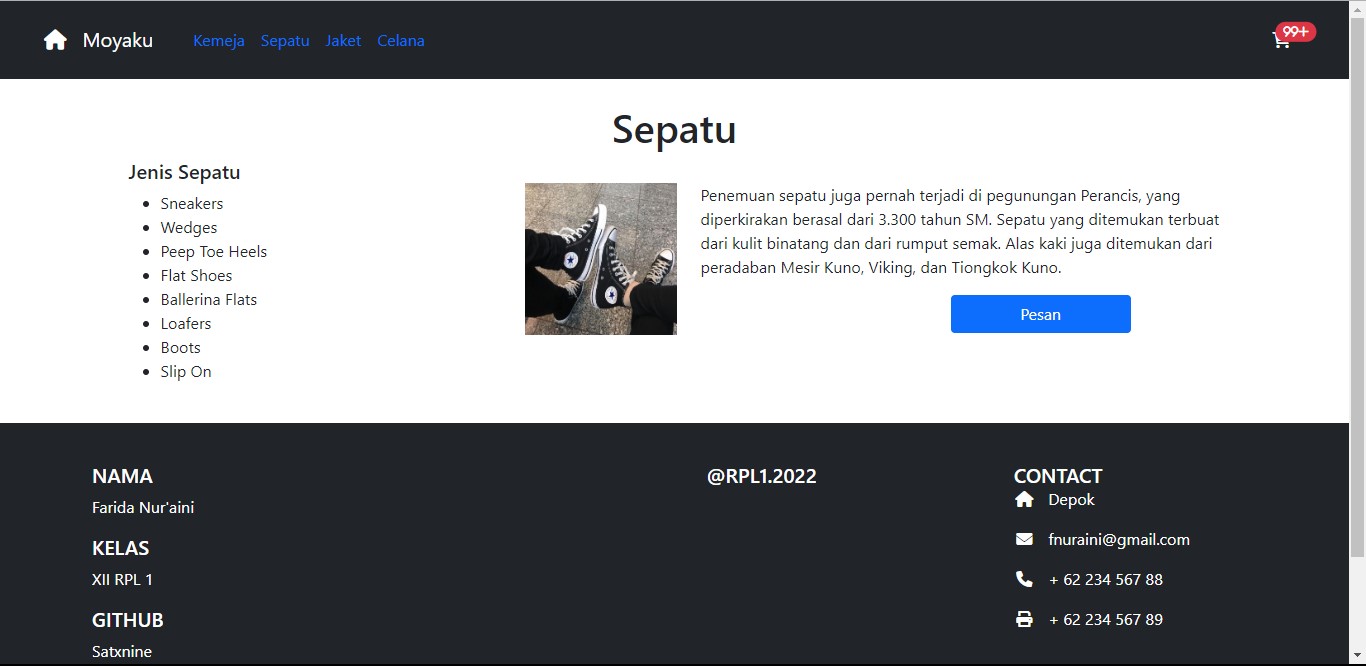 Moyaku Kemeja Sepatu Jaket Celana 99+
Sepatu
Jenis Sepatu
Sneakers
Wedges
Peep Toe Heels
Flat Shoes
Ballerina Flats
Loafers
Boots
Slip On
Penemuan sepatu juga pernah terjadi di pegunungan Perancis, yang
diperkirakan berasal dari 3.300 tahun SM. Sepatu yang ditemukan terbuat
dari kulit binatang dan dari rumput semak. Alas kaki juga ditemukan dari
peradaban Mesir Kuno, Viking, dan Tiongkok Kuno.
Pesan
NAMA
Farida Nur'aini
KELAS
XII RPL 1
GITHUB
Satxnine
@RPL1.2022
CONTACT
Depok
fnuraini@gmail.com
+ 62 234 567 88
+ 62 234 567 89